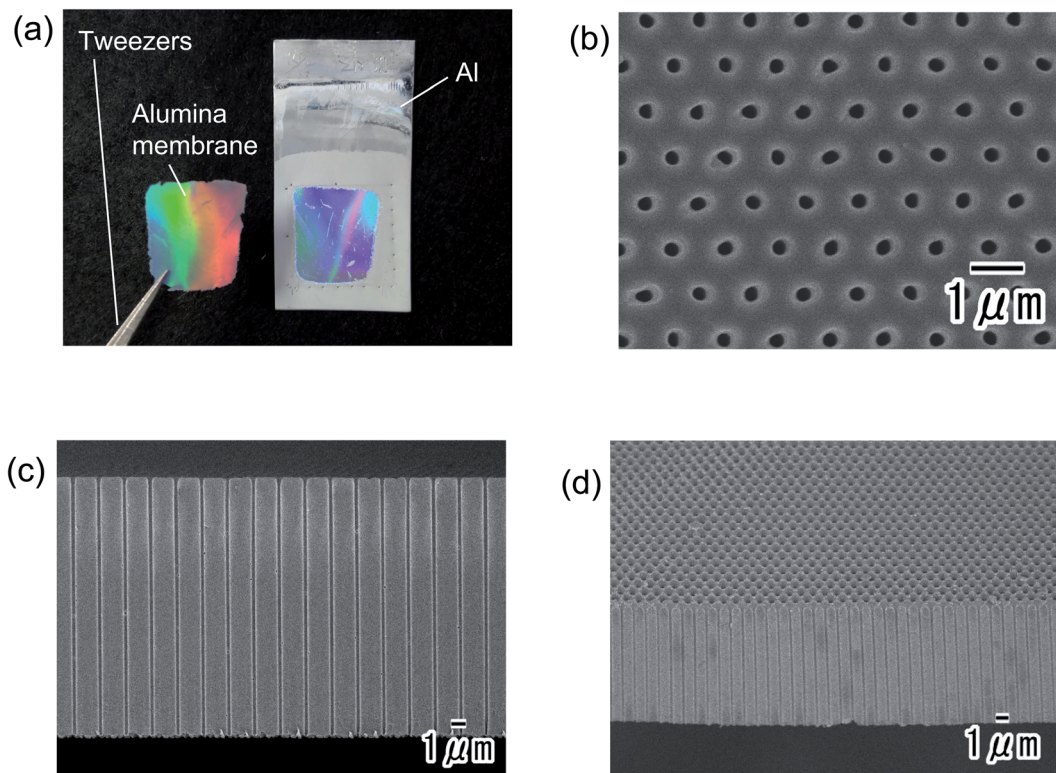 (a)
Tweezers
Alumina
membrane
Al
(b)
1 μm
(c)
1 μm
(d)
1 μm